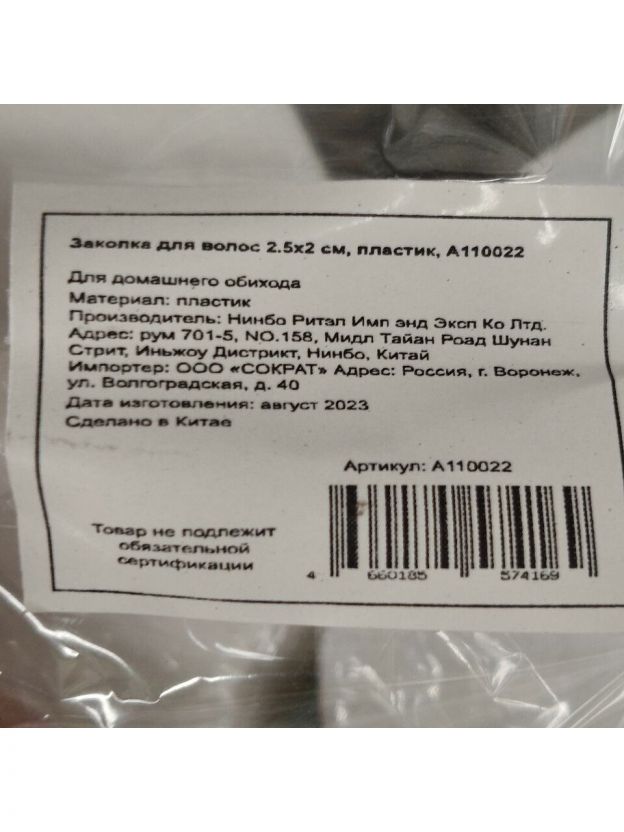 Заколка для волос 2.5x2 см, пластик, А110022
Для домашнего обихода
Материал: пластик
Производитель: Нинбо Ритэл Имп энд Эксп Ко Лтд.
Адрес: рум 701-5, NO.158, Мидл Тайан Роад Шунан
Стрит, Иньжоу Дистрикт, Нинбо, Китай
Импортер: ООО «СОКРАТ» Адрес: Россия, г. Воронеж,
ул. Волгоградская, д. 40
Дата изготовления: август 2023
Сделано в Китае
Артикул: А110022
Товар не подлежит
обязательной
сертификации
4 660185 574169